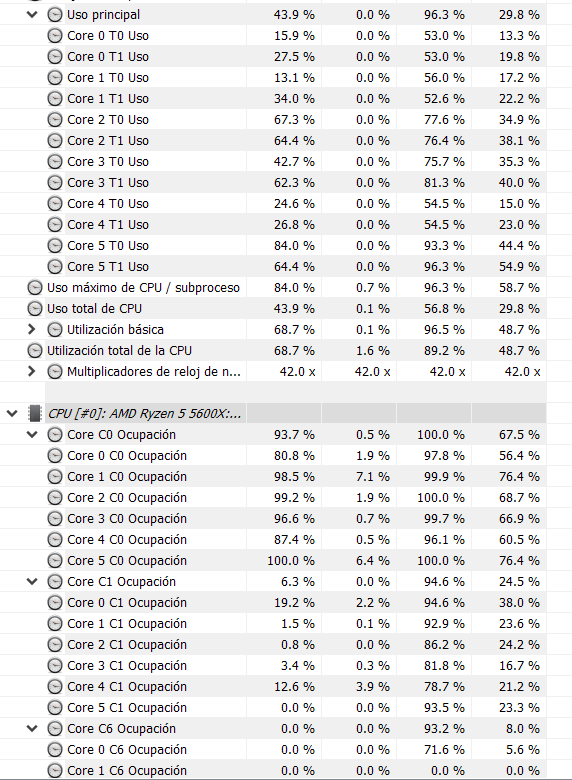 Uso principal 43.9 % 0.0 % 96.3 % 29.8 %
Core 0 T0 Uso 15.9 % 0.0 % 53.0 % 13.3 %
Core 0 T1 Uso 27.5 % 0.0 % 53.0 % 19.8 %
Core 1 T0 Uso 13.1 % 0.0 % 56.0 % 17.2 %
Core 1 T1 Uso 34.0 % 0.0 % 52.6 % 22.2 %
Core 2 T0 Uso 67.3 % 0.0 % 77.6 % 34.9 %
Core 2 T1 Uso 64.4 % 0.0 % 76.4 % 38.1 %
Core 3 T0 Uso 42.7 % 0.0 % 75.7 % 35.3 %
Core 3 T1 Uso 62.3 % 0.0 % 81.3 % 40.0 %
Core 4 T0 Uso 24.6 % 0.0 % 54.5 % 15.0 %
Core 4 T1 Uso 26.8 % 0.0 % 54.5 % 23.0 %
Core 5 T0 Uso 84.0 % 0.0 % 93.3 % 44.4 %
Core 5 T1 Uso 64.4 % 0.0 % 96.3 % 54.9 %
Uso máximo de CPU / subproceso 84.0 % 0.7 % 96.3 % 58.7 %
Uso total de CPU 43.9 % 0.1 % 56.8 % 29.8 %
Utilización básica 68.7 % 0.1 % 96.5 % 48.7 %
Utilización total de la CPU 68.7 % 1.6 % 89.2 % 48.7 %
Multiplicadores de reloj de n... 42.0 x 42.0 x 42.0 x 42.0 x
CPU [#0]: AMD Ryzen 5 5600X:...
Core C0 Ocupación 93.7 % 0.5 % 100.0 % 67.5 %
Core 0 C0 Ocupación 80.8 % 1.9 % 97.8 % 56.4 %
Core 1 C0 Ocupación 98.5 % 7.1 % 99.9 % 76.4 %
Core 2 C0 Ocupación 99.2 % 1.9 % 100.0 % 68.7 %
Core 3 C0 Ocupación 96.6 % 0.7 % 99.7 % 66.9 %
Core 4 C0 Ocupación 87.4 % 0.5 % 96.1 % 60.5 %
Core 5 C0 Ocupación 100.0 % 6.4 % 100.0 % 76.4 %
Core C1 Ocupación 6.3 % 0.0 % 94.6 % 24.5 %
Core 0 C1 Ocupación 19.2 % 2.2 % 94.6 % 38.0 %
Core 1 C1 Ocupación 1.5 % 0.1 % 92.9 % 23.6 %
Core 2 C1 Ocupación 0.8 % 0.0 % 86.2 % 24.2 %
Core 3 C1 Ocupación 3.4 % 0.3 % 81.8 % 16.7 %
Core 4 C1 Ocupación 12.6 % 3.9 % 78.7 % 21.2 %
Core 5 C1 Ocupación 0.0 % 0.0 % 93.5 % 23.3 %
Core C6 Ocupación 0.0 % 0.0 % 93.2 % 8.0 %
Core 0 C6 Ocupación 0.0 % 0.0 % 71.6 % 5.6 %
Core 1 C6 Ocupación 0.0 % 0.0 % 0.0 % 0.0 %